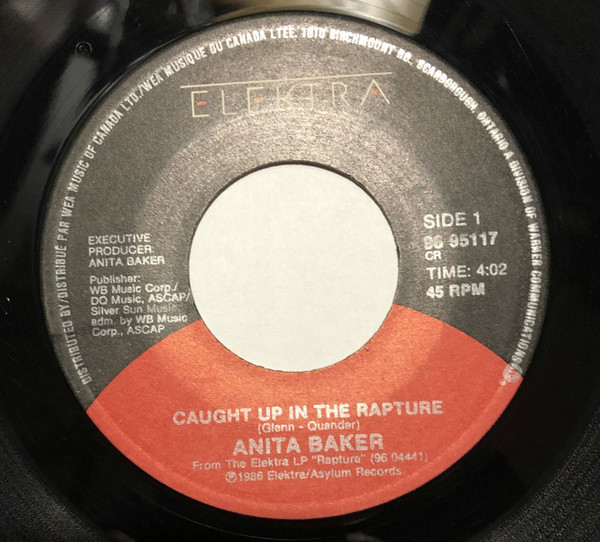 DISTRIBUTED BY/DISTRIBUÉ PAR WEA MUSIC OF CANADA LTD./WEA MUSIQUE DU CANADA LTEE, 1810 BIRCHMOUNT RD., SCARBOROUGH, ONTARIO A DIVISION OF WARNER COMMUNICATIONS
ELEKTRA
EXECUTIVE
PRODUCER:
ANITA BAKER
Publisher:
WB Music Corp./
DQ Music, ASCAP/
Silver Sun Music
adm. by WB Music
Corp., ASCAP
SIDE 1
96 95117
CR
TIME: 4:02
45 RPM
CAUGHT UP IN THE RAPTURE
(Glenn - Quander)
ANITA BAKER
From The Elektra LP "Rapture" (96 04441)
℗1986 Elektra/Asylum Records